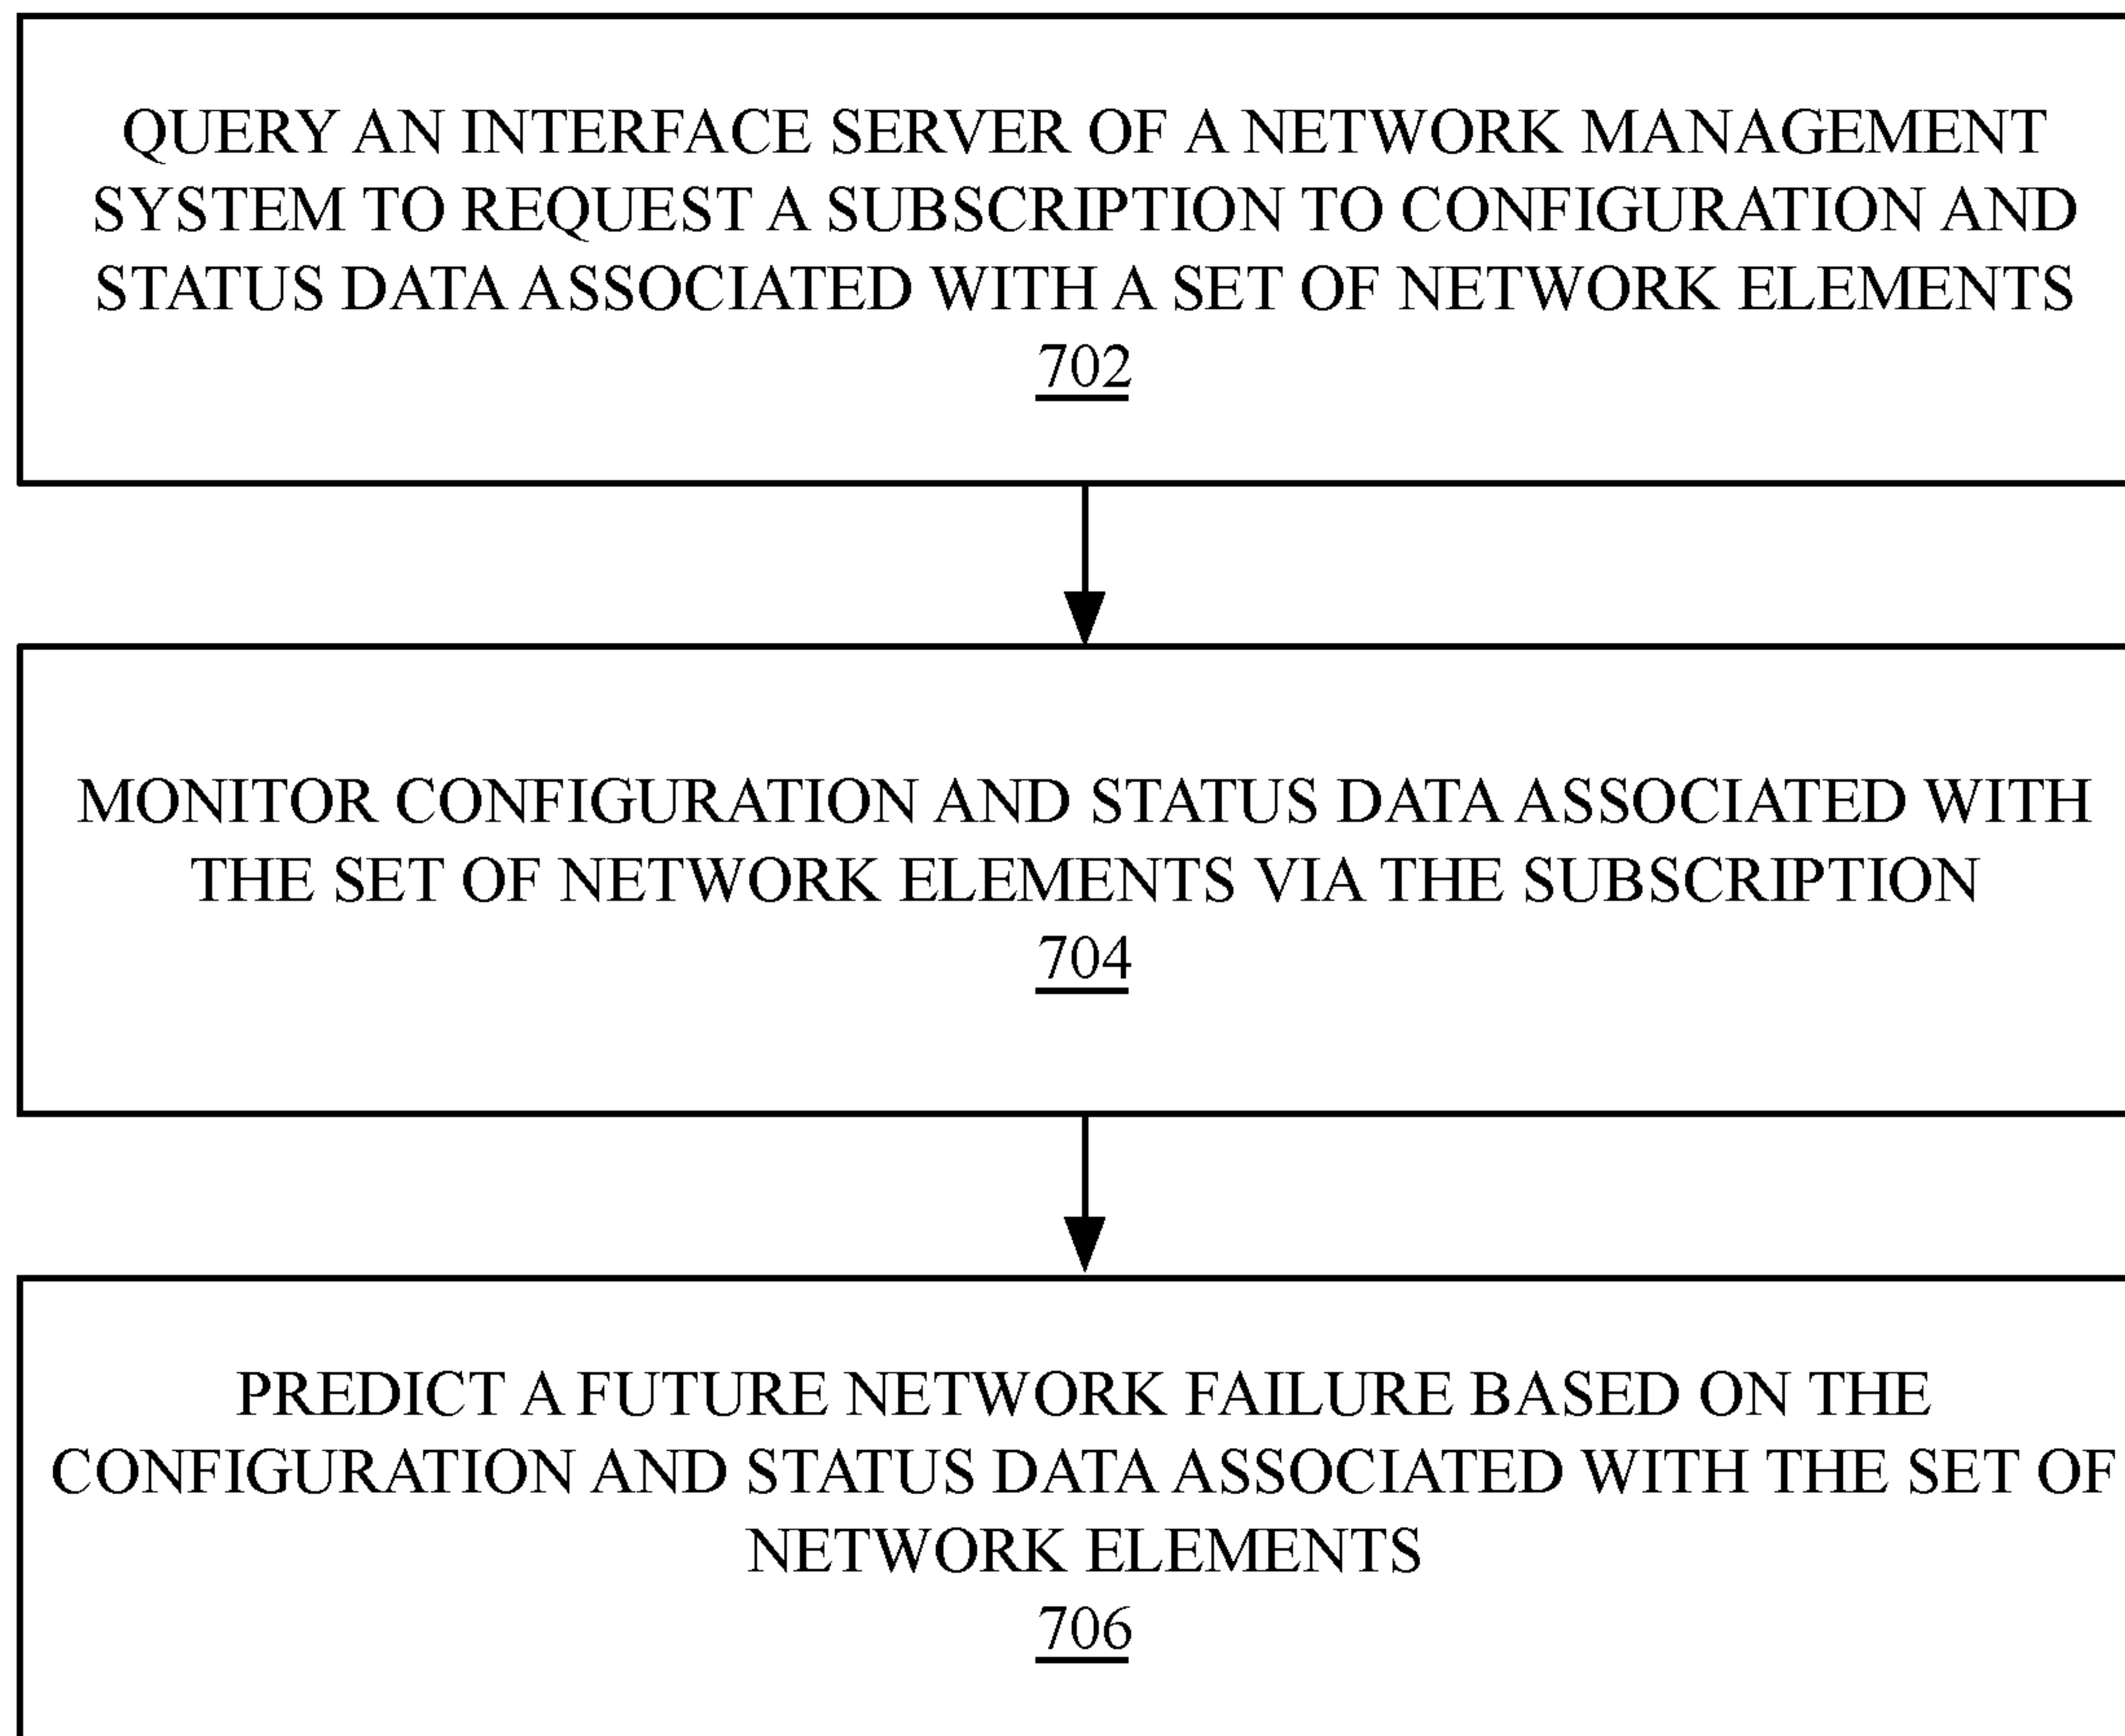 QUERY AN INTERFACE SERVER OF A NETWORK MANAGEMENT
SYSTEM TO REQUEST A SUBSCRIPTION TO CONFIGURATION AND
STATUS DATA ASSOCIATED WITH A SET OF NETWORK ELEMENTS
702
MONITOR CONFIGURATION AND STATUS DATA ASSOCIATED WITH
THE SET OF NETWORK ELEMENTS VIA THE SUBSCRIPTION
704
PREDICT A FUTURE NETWORK FAILURE BASED ON THE
CONFIGURATION AND STATUS DATA ASSOCIATED WITH THE SET OF
NETWORK ELEMENTS
706